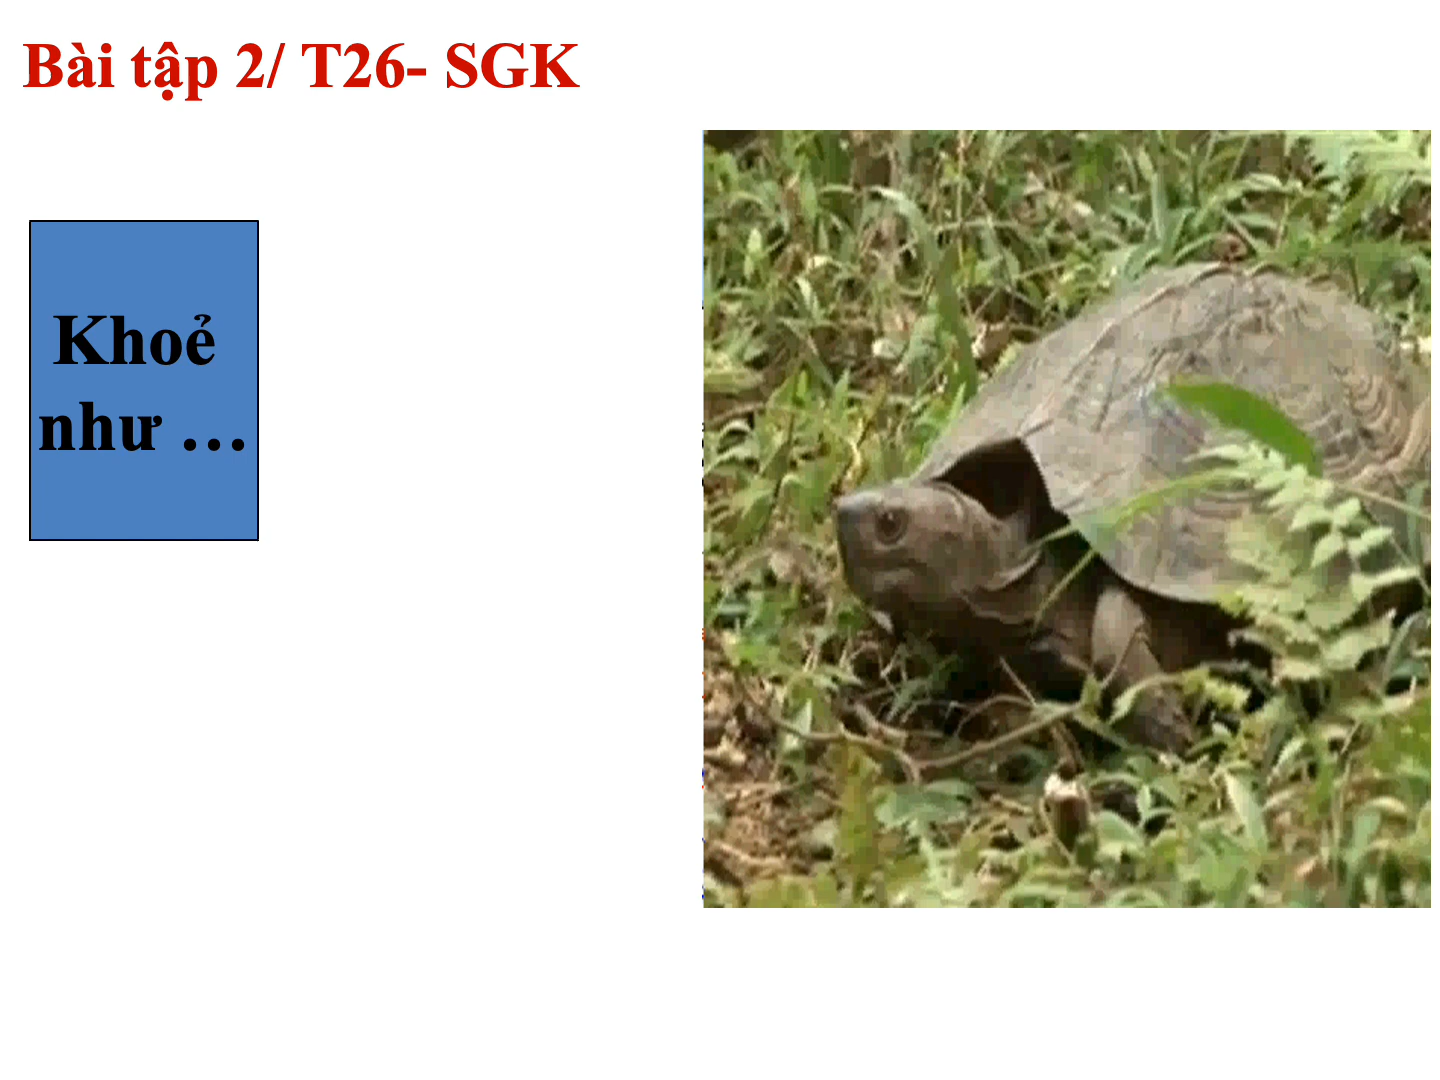 Bài tập 2/ T26- SGK
Khoẻ
như …